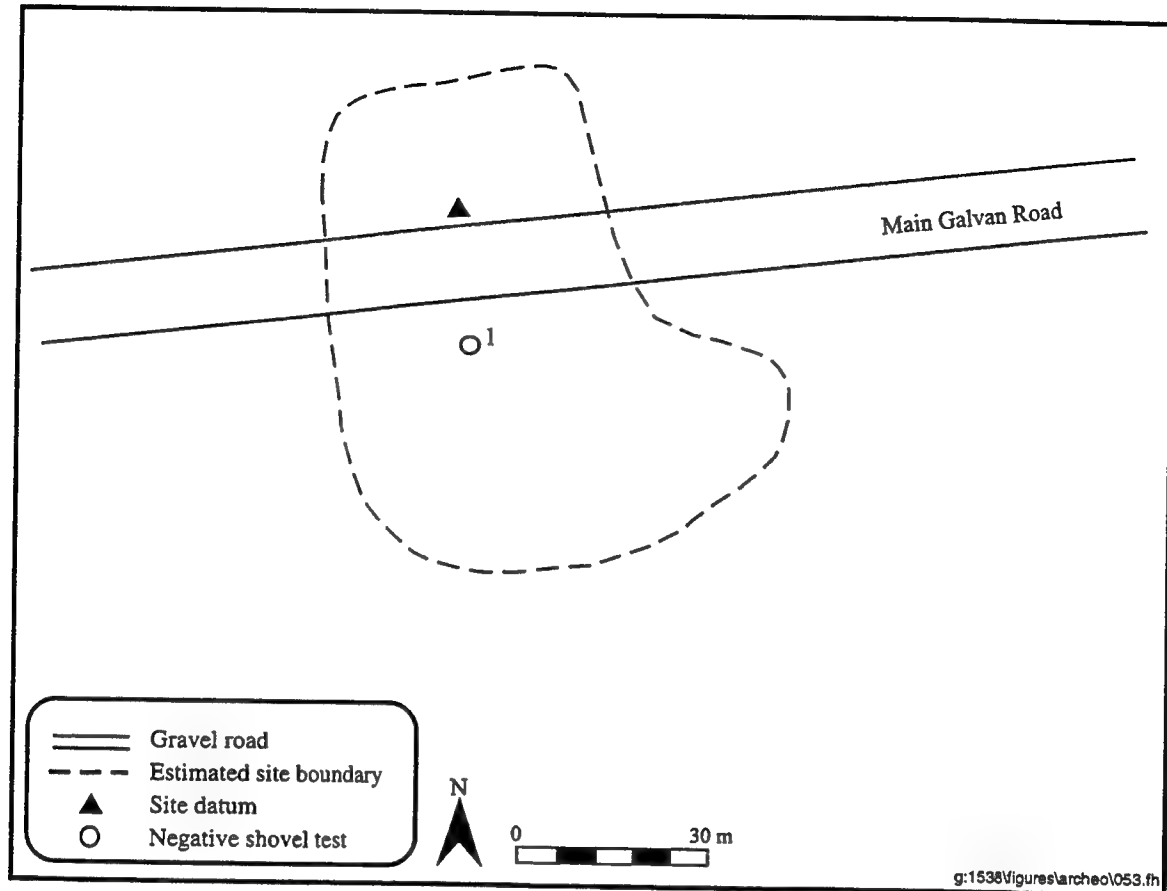 Main Galvan Road
1
Gravel road
Estimated site boundary
Site datum
Negative shovel test
N
0 30 m
g:1538\figures\archeo\053.fh